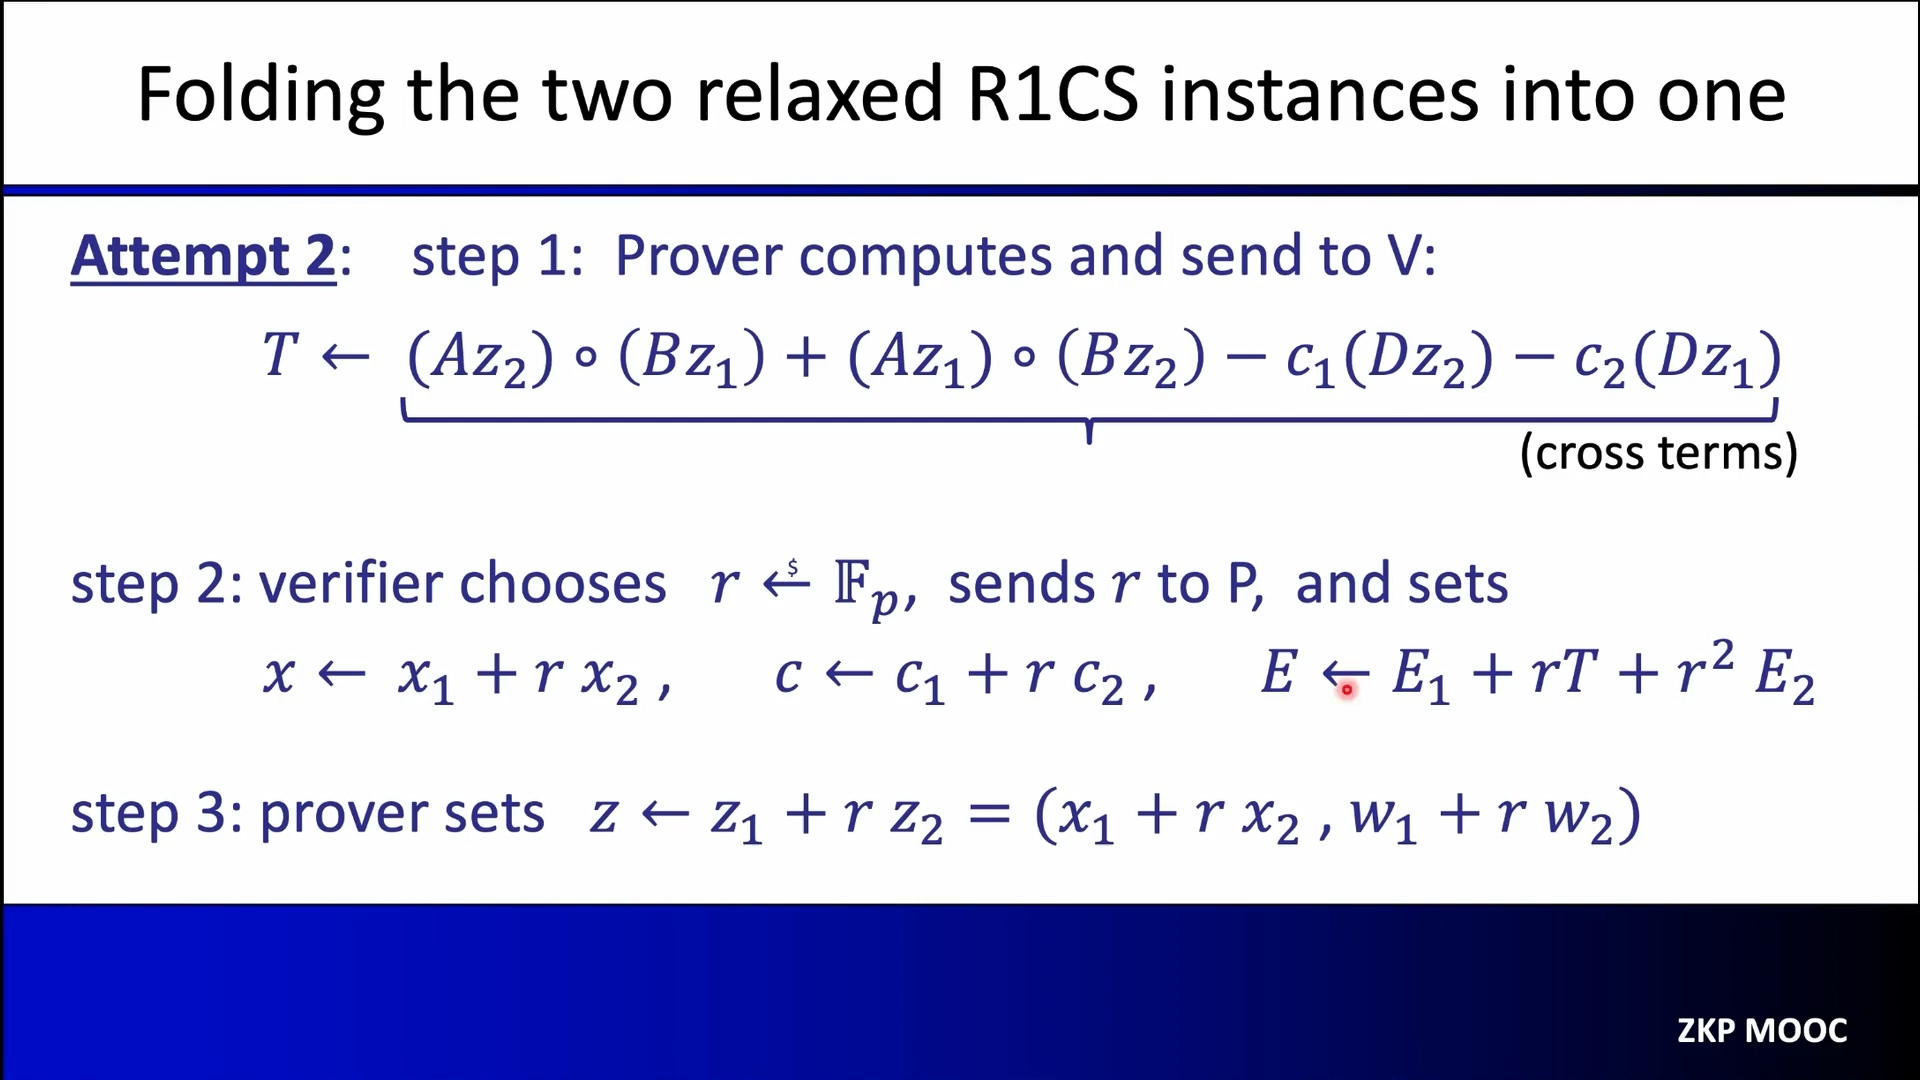 Folding the two relaxed R1CS instances into one
Attempt 2: step 1: Prover computes and send to V:
T ← (Az₂) ∘ (Bz₁) + (Az₁) ∘ (Bz₂) − c₁(Dz₂) − c₂(Dz₁)
(cross terms)
step 2: verifier chooses r ←$ 𝔽ₚ, sends r to P, and sets
x ← x₁ + r x₂ , c ← c₁ + r c₂ , E ← E₁ + rT + r² E₂
step 3: prover sets z ← z₁ + r z₂ = (x₁ + r x₂ , w₁ + r w₂)
ZKP MOOC